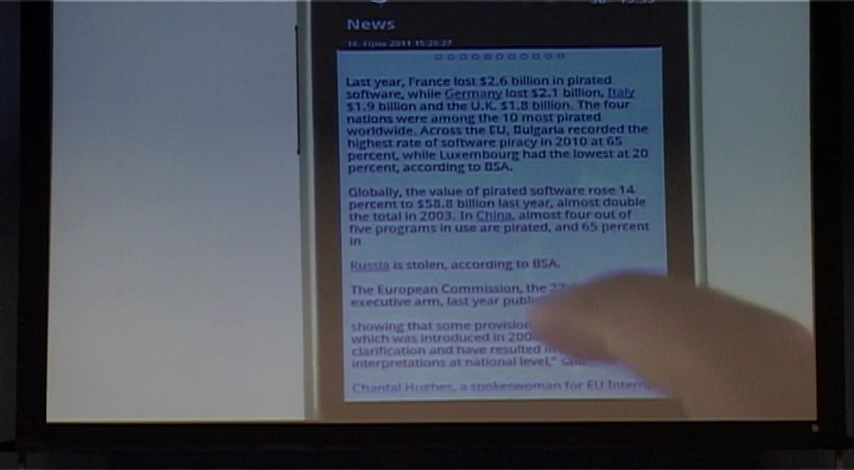 News
Last year, France lost $2.6 billion in pirated
software, while Germany lost $2.1 billion, Italy
$1.9 billion and the U.K. $1.8 billion. The four
nations were among the 10 most pirated
worldwide. Across the EU, Bulgaria recorded the
highest rate of software piracy in 2010 at 65
percent, while Luxembourg had the lowest at 20
percent, according to BSA.
Globally, the value of pirated software rose 14
percent to $58.8 billion last year, almost double
the total in 2003. In China, almost four out of
five programs in use are pirated, and 65 percent
in
Russia is stolen, according to BSA.
The European Commission, the
executive arm, last year
showing that some
which was introduced in
clarification and have resulted
interpretations at national level,"
Chantal Hughes, a spokeswoman for EU